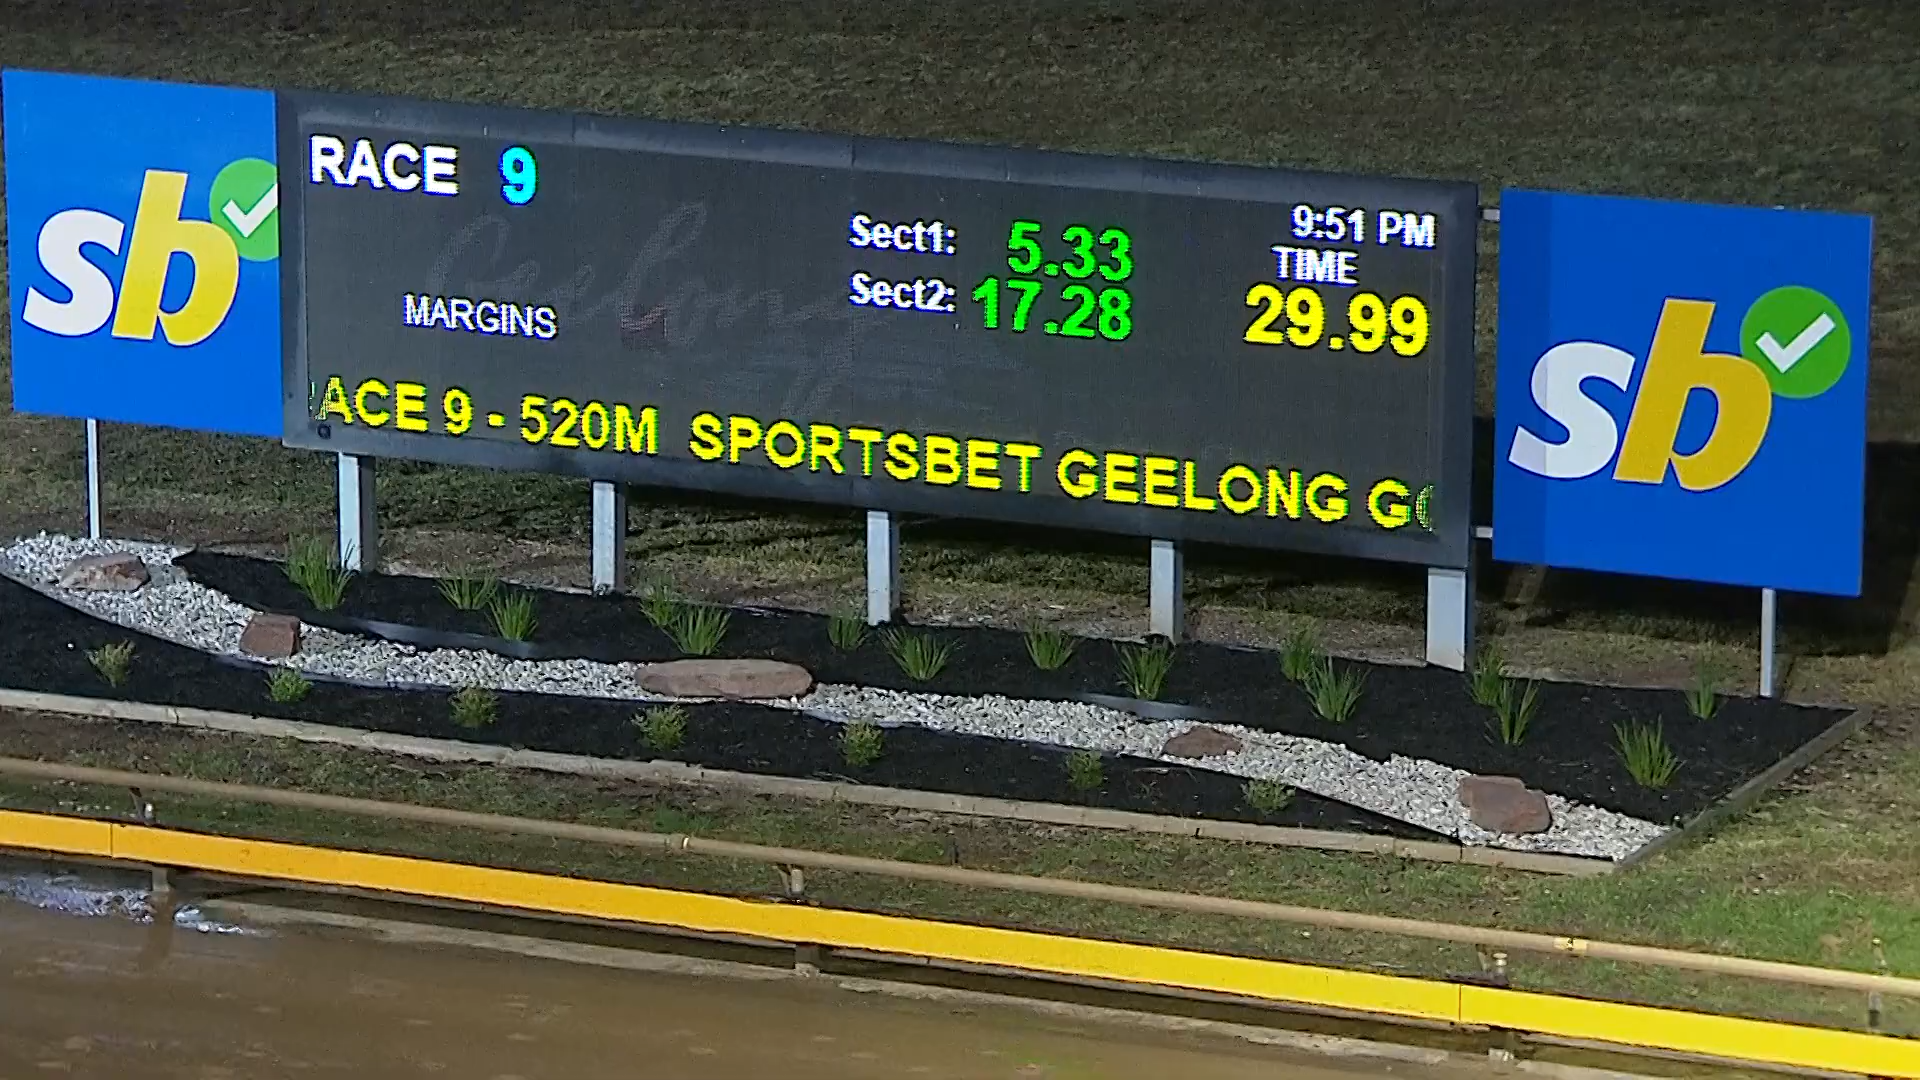 sb
RACE 9
9:51 PM
Sect1: 5.33
TIME
Sect2: 17.28
29.99
MARGINS
ACE 9 - 520M SPORTSBET GEELONG G
sb